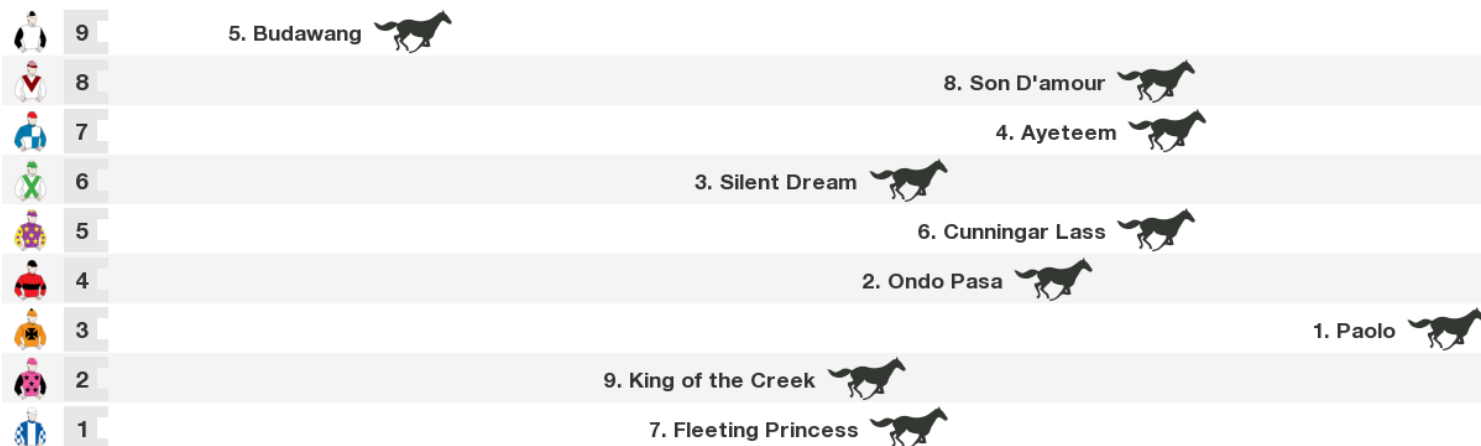 9 5. Budawang
8 8. Son D'amour
7 4. Ayeteem
6 3. Silent Dream
5 6. Cunningar Lass
4 2. Ondo Pasa
3 1. Paolo
2 9. King of the Creek
1 7. Fleeting Princess